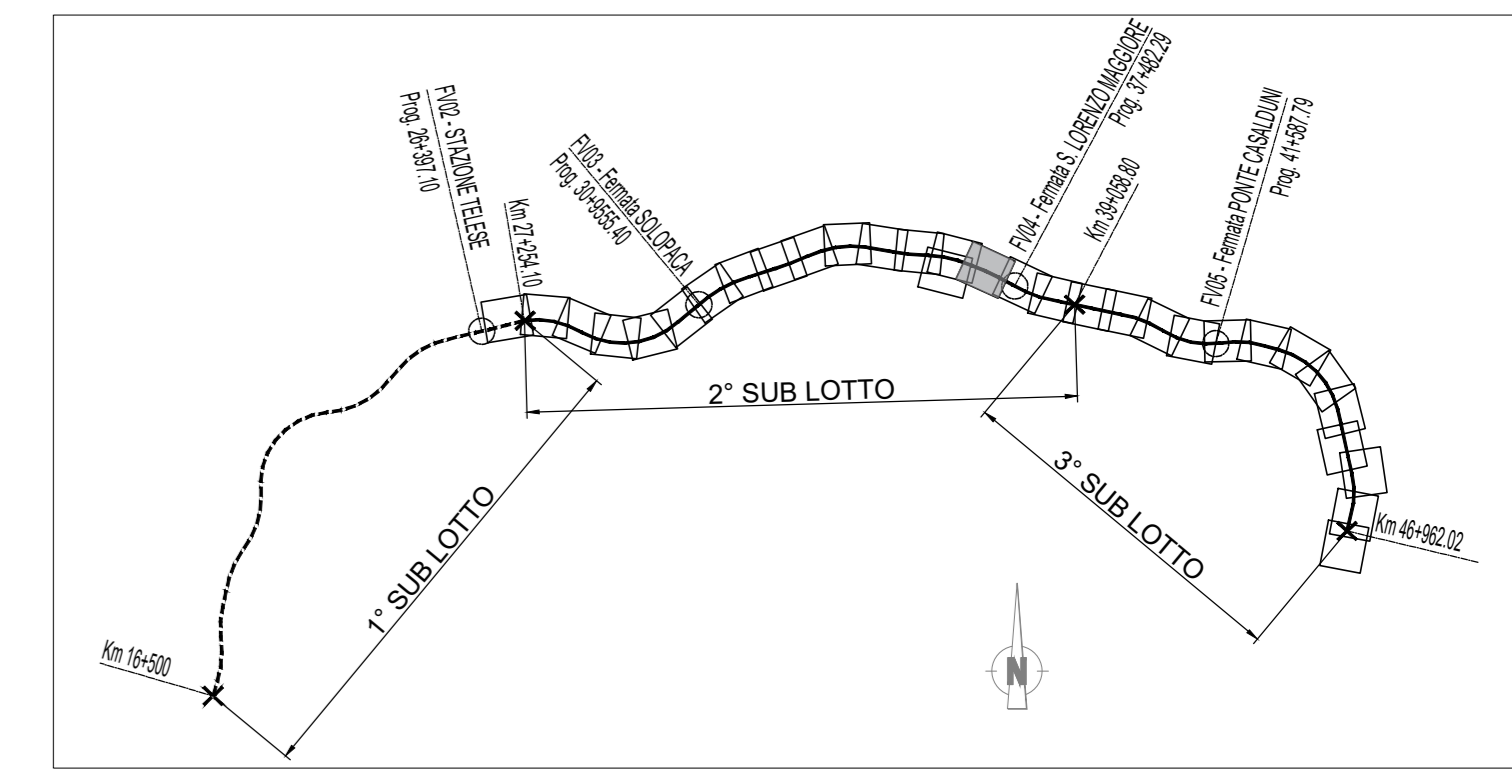 FV02 - STAZIONE TELESE
Prog. 26+397.10
Km 27+254.10
FV03 - Fermata SOLOPACA
Prog. 30+9555.40
FV04 - Fermata S. LORENZO MAGGIORE
Prog. 37+482.29
Km 39+058.80
FV05 - Fermata PONTE CASALDUNI
Prog. 41+587.79
2° SUB LOTTO
1° SUB LOTTO
3° SUB LOTTO
Km 46+962.02
Km 16+500
N